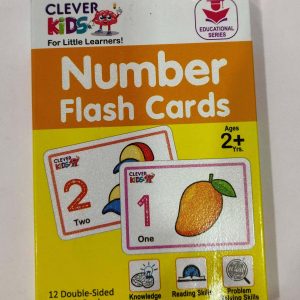 CLEVER
KiDS
For Little Learners!
EDUCATIONAL
SERIES
Number
Flash Cards
Ages
2+
Yrs.
CLEVER
KiDS
2
Two
CLEVER
KiDS
1
One
12 Double-Sided
Knowledge
Reading Skills
Problem
Solving Skills